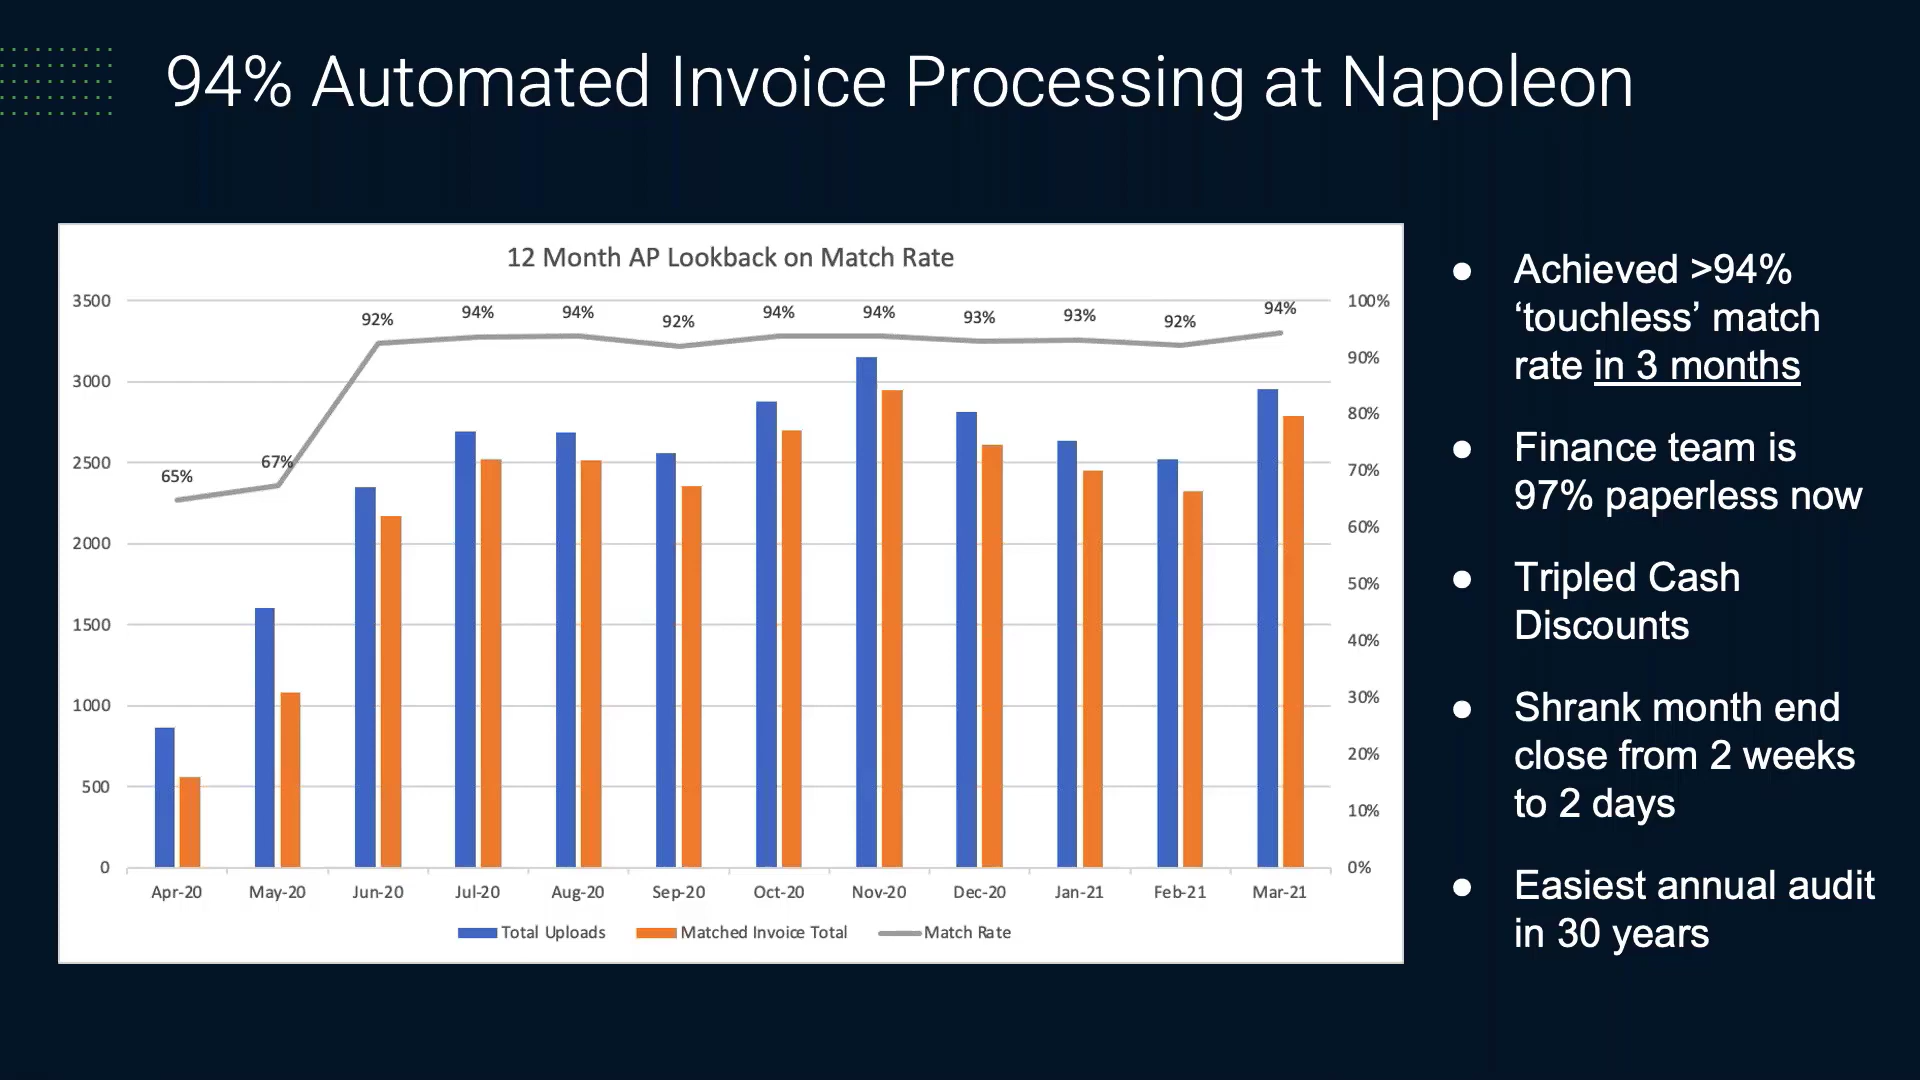 94% Automated Invoice Processing at Napoleon
12 Month AP Lookback on Match Rate
3500
3000
2500
2000
1500
1000
500
0
65%
67%
92%
94%
94%
92%
94%
94%
93%
93%
92%
94%
100%
90%
80%
70%
60%
50%
40%
30%
20%
10%
0%
Apr-20 May-20 Jun-20 Jul-20 Aug-20 Sep-20 Oct-20 Nov-20 Dec-20 Jan-21 Feb-21 Mar-21
Total Uploads Matched Invoice Total Match Rate
● Achieved >94%
‘touchless’ match
rate in 3 months
● Finance team is
97% paperless now
● Tripled Cash
Discounts
● Shrank month end
close from 2 weeks
to 2 days
● Easiest annual audit
in 30 years